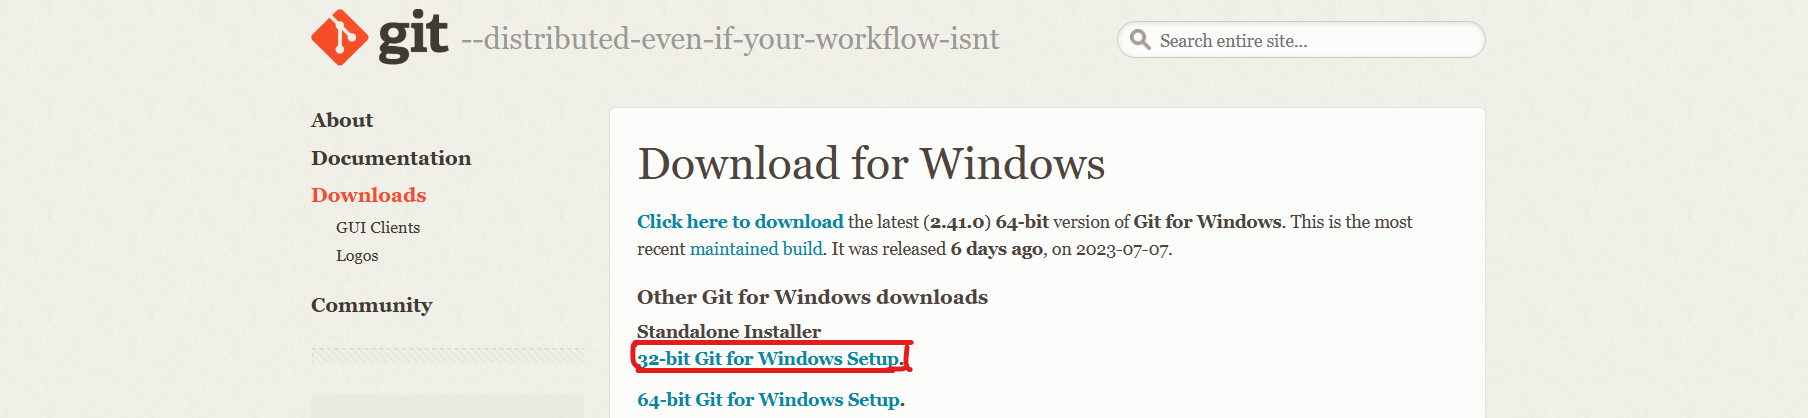 git --distributed-even-if-your-workflow-isnt
Search entire site...
About
Documentation
Downloads
GUI Clients
Logos
Community
Download for Windows
Click here to download the latest (2.41.0) 64-bit version of Git for Windows. This is the most
recent maintained build. It was released 6 days ago, on 2023-07-07.
Other Git for Windows downloads
Standalone Installer
32-bit Git for Windows Setup.
64-bit Git for Windows Setup.